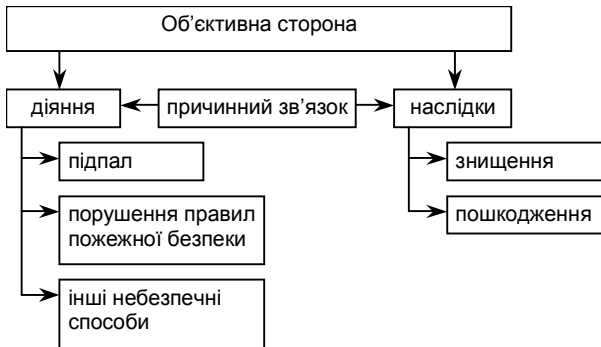 Об’єктивна сторона
діяння
причинний зв’язок
наслідки
підпал
порушення правил
пожежної безпеки
інші небезпечні
способи
знищення
пошкодження